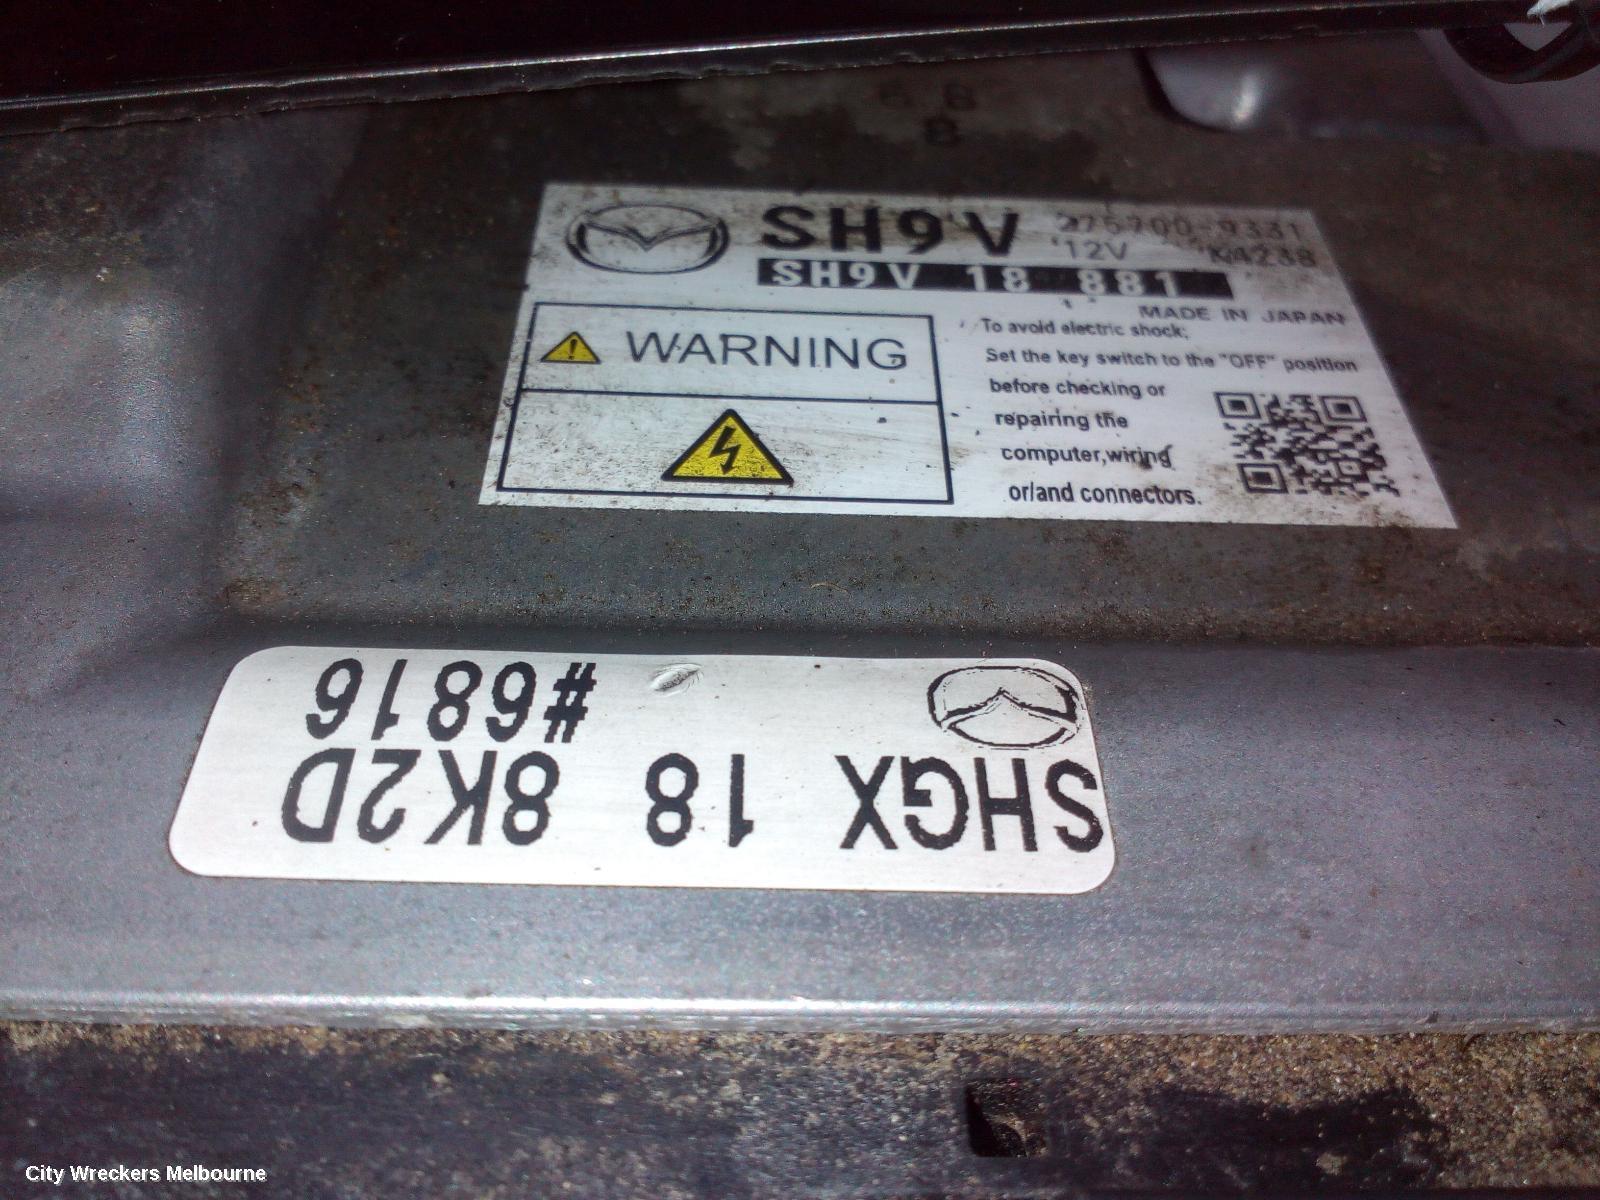 SH9V 275700-9331
12V K4238
SH9V 18 881
MADE IN JAPAN
WARNING
To avoid electric shock;
Set the key switch to the "OFF" position
before checking or
repairing the
computer,wiring
or/and connectors.
SHGX 18 8K2D
#6816
City Wreckers Melbourne